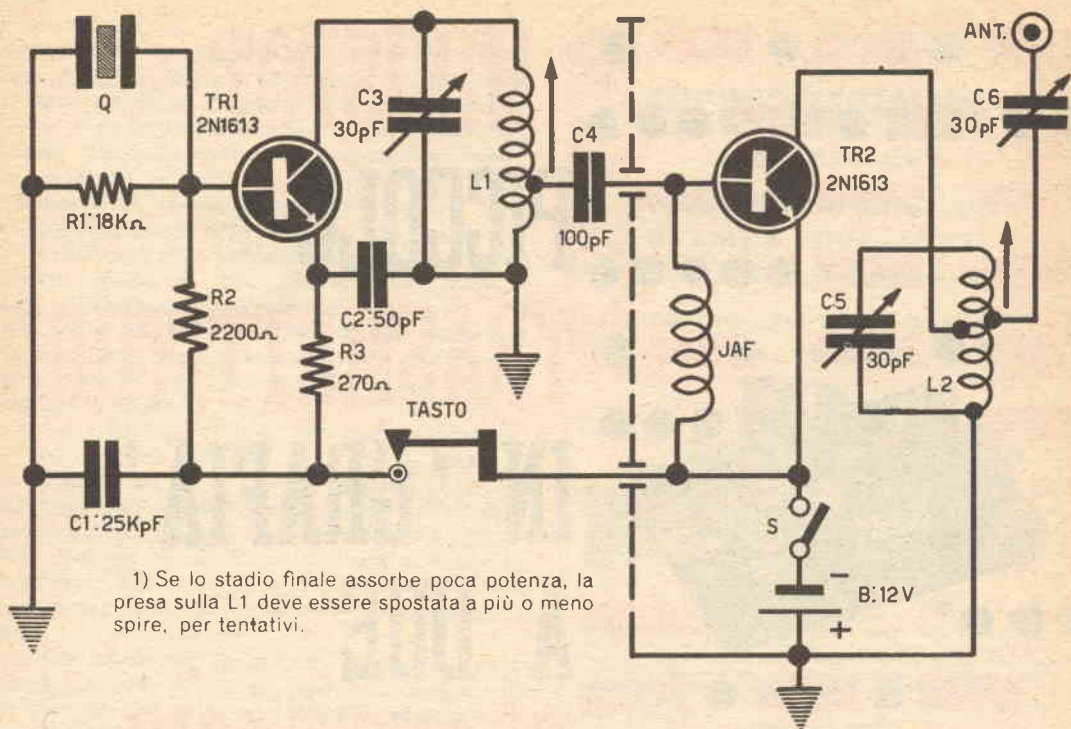 ANT.
Q
TR1
2N1613
C3
30pF
L1
C4
100pF
TR2
2N1613
C6
30pF
R1:18KΩ
R2
2200Ω
C2:50pF
R3
270Ω
JAF
C5
30pF
L2
TASTO
C1:25KpF
S
B:12V
−
+
1) Se lo stadio finale assorbe poca potenza, la
presa sulla L1 deve essere spostata a più o meno
spire, per tentativi.